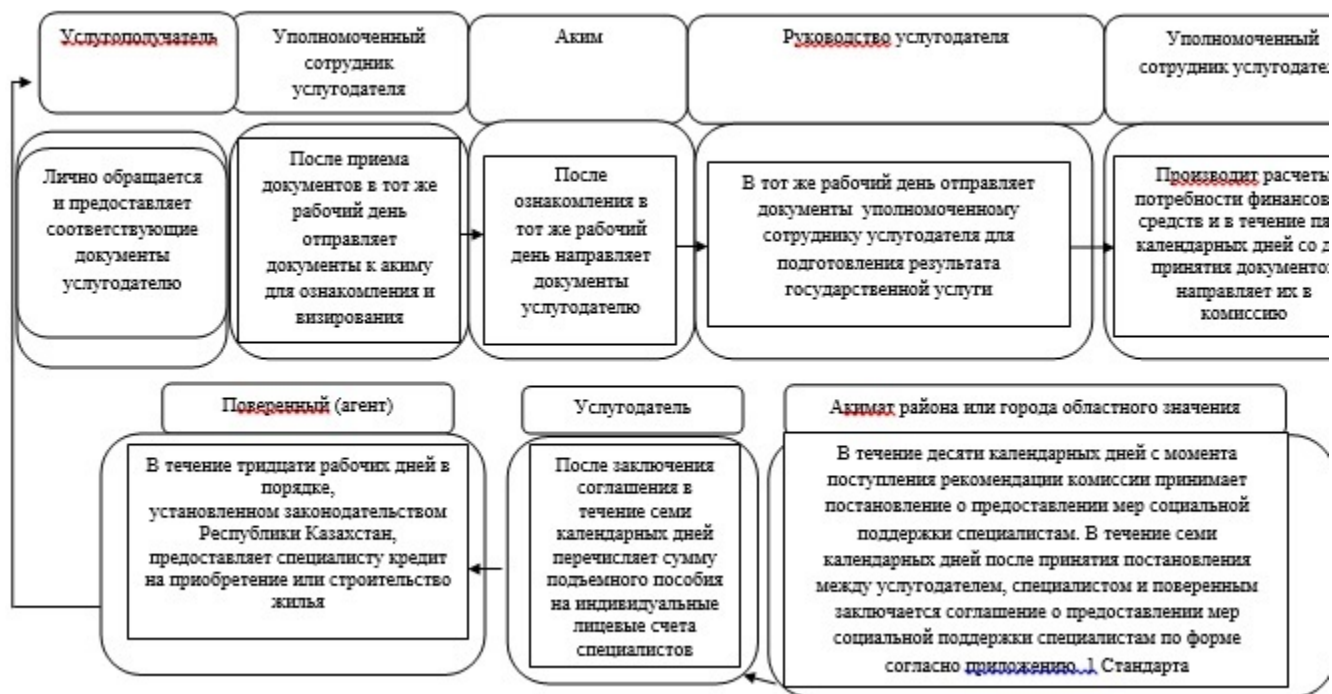 Услугополучатель
Уполномоченный
сотрудник
услугодателя
Аким
Руководство услугодателя
Уполномоченный
сотрудник
Лично обращается
и предоставляет
соответствующие
документы
услугодателю
После приема
документов в тот же
рабочий день
отправляет
документы к акиму
для ознакомления и
визирования
После
ознакомления в
тот же рабочий
день направляет
документы
услугодателю
В тот же рабочий день отправляет
документы уполномоченному
сотруднику услугодателя для
подготовления результата
государственной услуги
Производит расчеты
потребности
средств и в течение
календарных дней со
принятия
направляет их в
комиссию
Поверенный (агент)
Услугодатель
Акимат района или города областного значения
В течение тридцати рабочих дней в
порядке,
установленном законодательством
Республики Казахстан,
предоставляет специалисту кредит
на приобретение или строительство
жилья
После заключения
соглашения в
течение семи
календарных дней
перечисляет сумму
подъемного пособия
на индивидуальные
лицевые счета
специалистов
В течение десяти календарных дней с момента
поступления рекомендации комиссии принимает
постановление о предоставлении мер социальной
поддержки специалистам. В течение семи
календарных дней после принятия постановления
между услугодателем, специалистом и поверенным
заключается соглашение о предоставлении мер
социальной поддержки специалистам по форме
согласно приложению 1 Стандарта